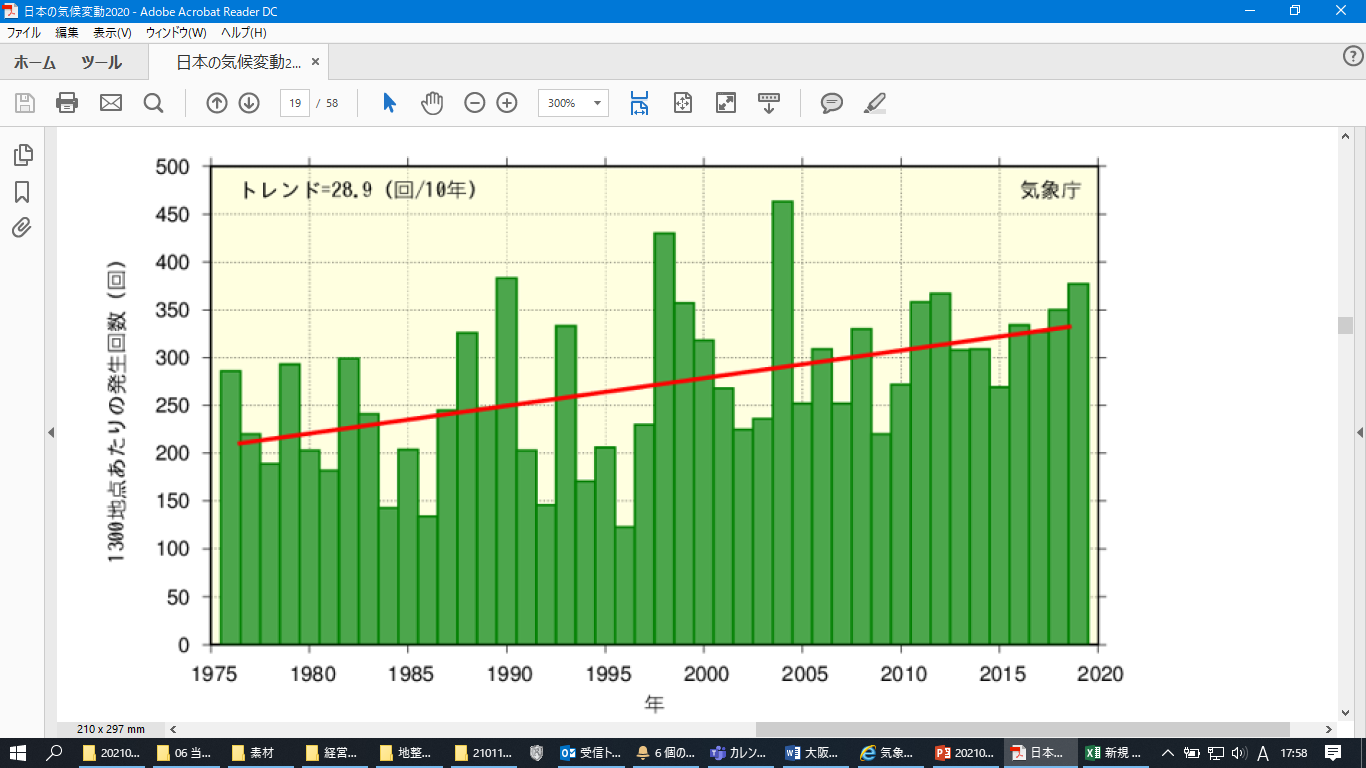 日本の気候変動2020 - Adobe Acrobat Reader DC
ファイル 編集 表示(V) ウィンドウ(W) ヘルプ(H)
ホーム ツール 日本の気候変動2... ×
19 / 58 300%
トレンド=28.9 (回/10年) 気象庁
1300地点あたりの発生回数 (回)
500
450
400
350
300
250
200
150
100
50
0
1975 1980 1985 1990 1995 2000 2005 2010 2015 2020
年
210 x 297 mm
20210... 06 当... 素材 経営... 地整... 21011... 受信ト... 6 個の... カレン... 大阪... 気象... 20210... 日本... 新規 ... A 17:58